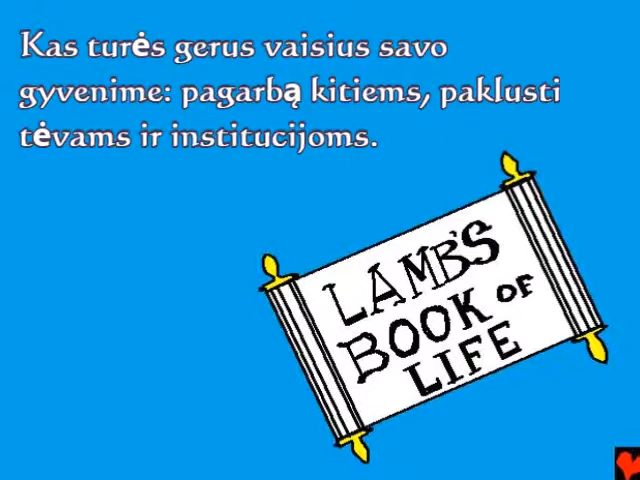 Kas turės gerus vaisius savo
gyvenime: pagarbą kitiems, paklusti
tėvams ir institucijoms.
LAMB'S
BOOK OF
LIFE